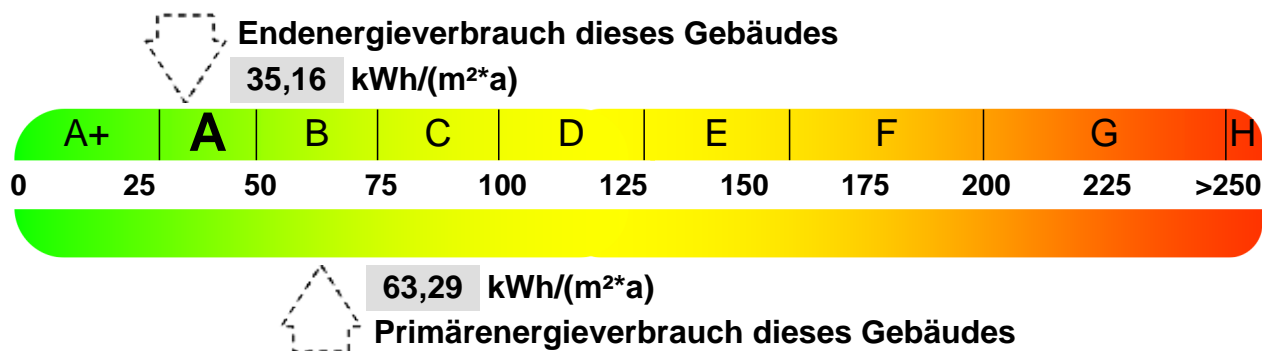 Endenergieverbrauch dieses Gebäudes
35,16 kWh/(m²*a)
A+ A B C D E F G H
0 25 50 75 100 125 150 175 200 225 >250
63,29 kWh/(m²*a)
Primärenergieverbrauch dieses Gebäudes